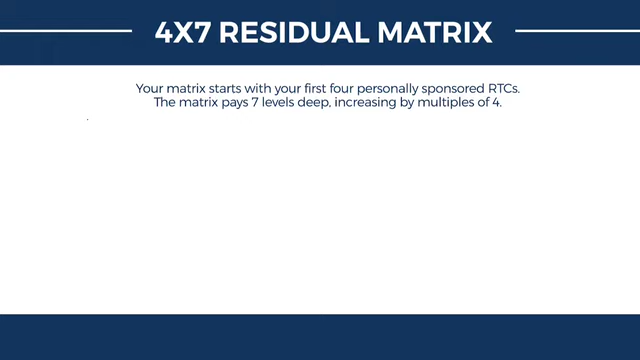 4X7 RESIDUAL MATRIX
Your matrix starts with your first four personally sponsored RTCs.
The matrix pays 7 levels deep, increasing by multiples of 4.